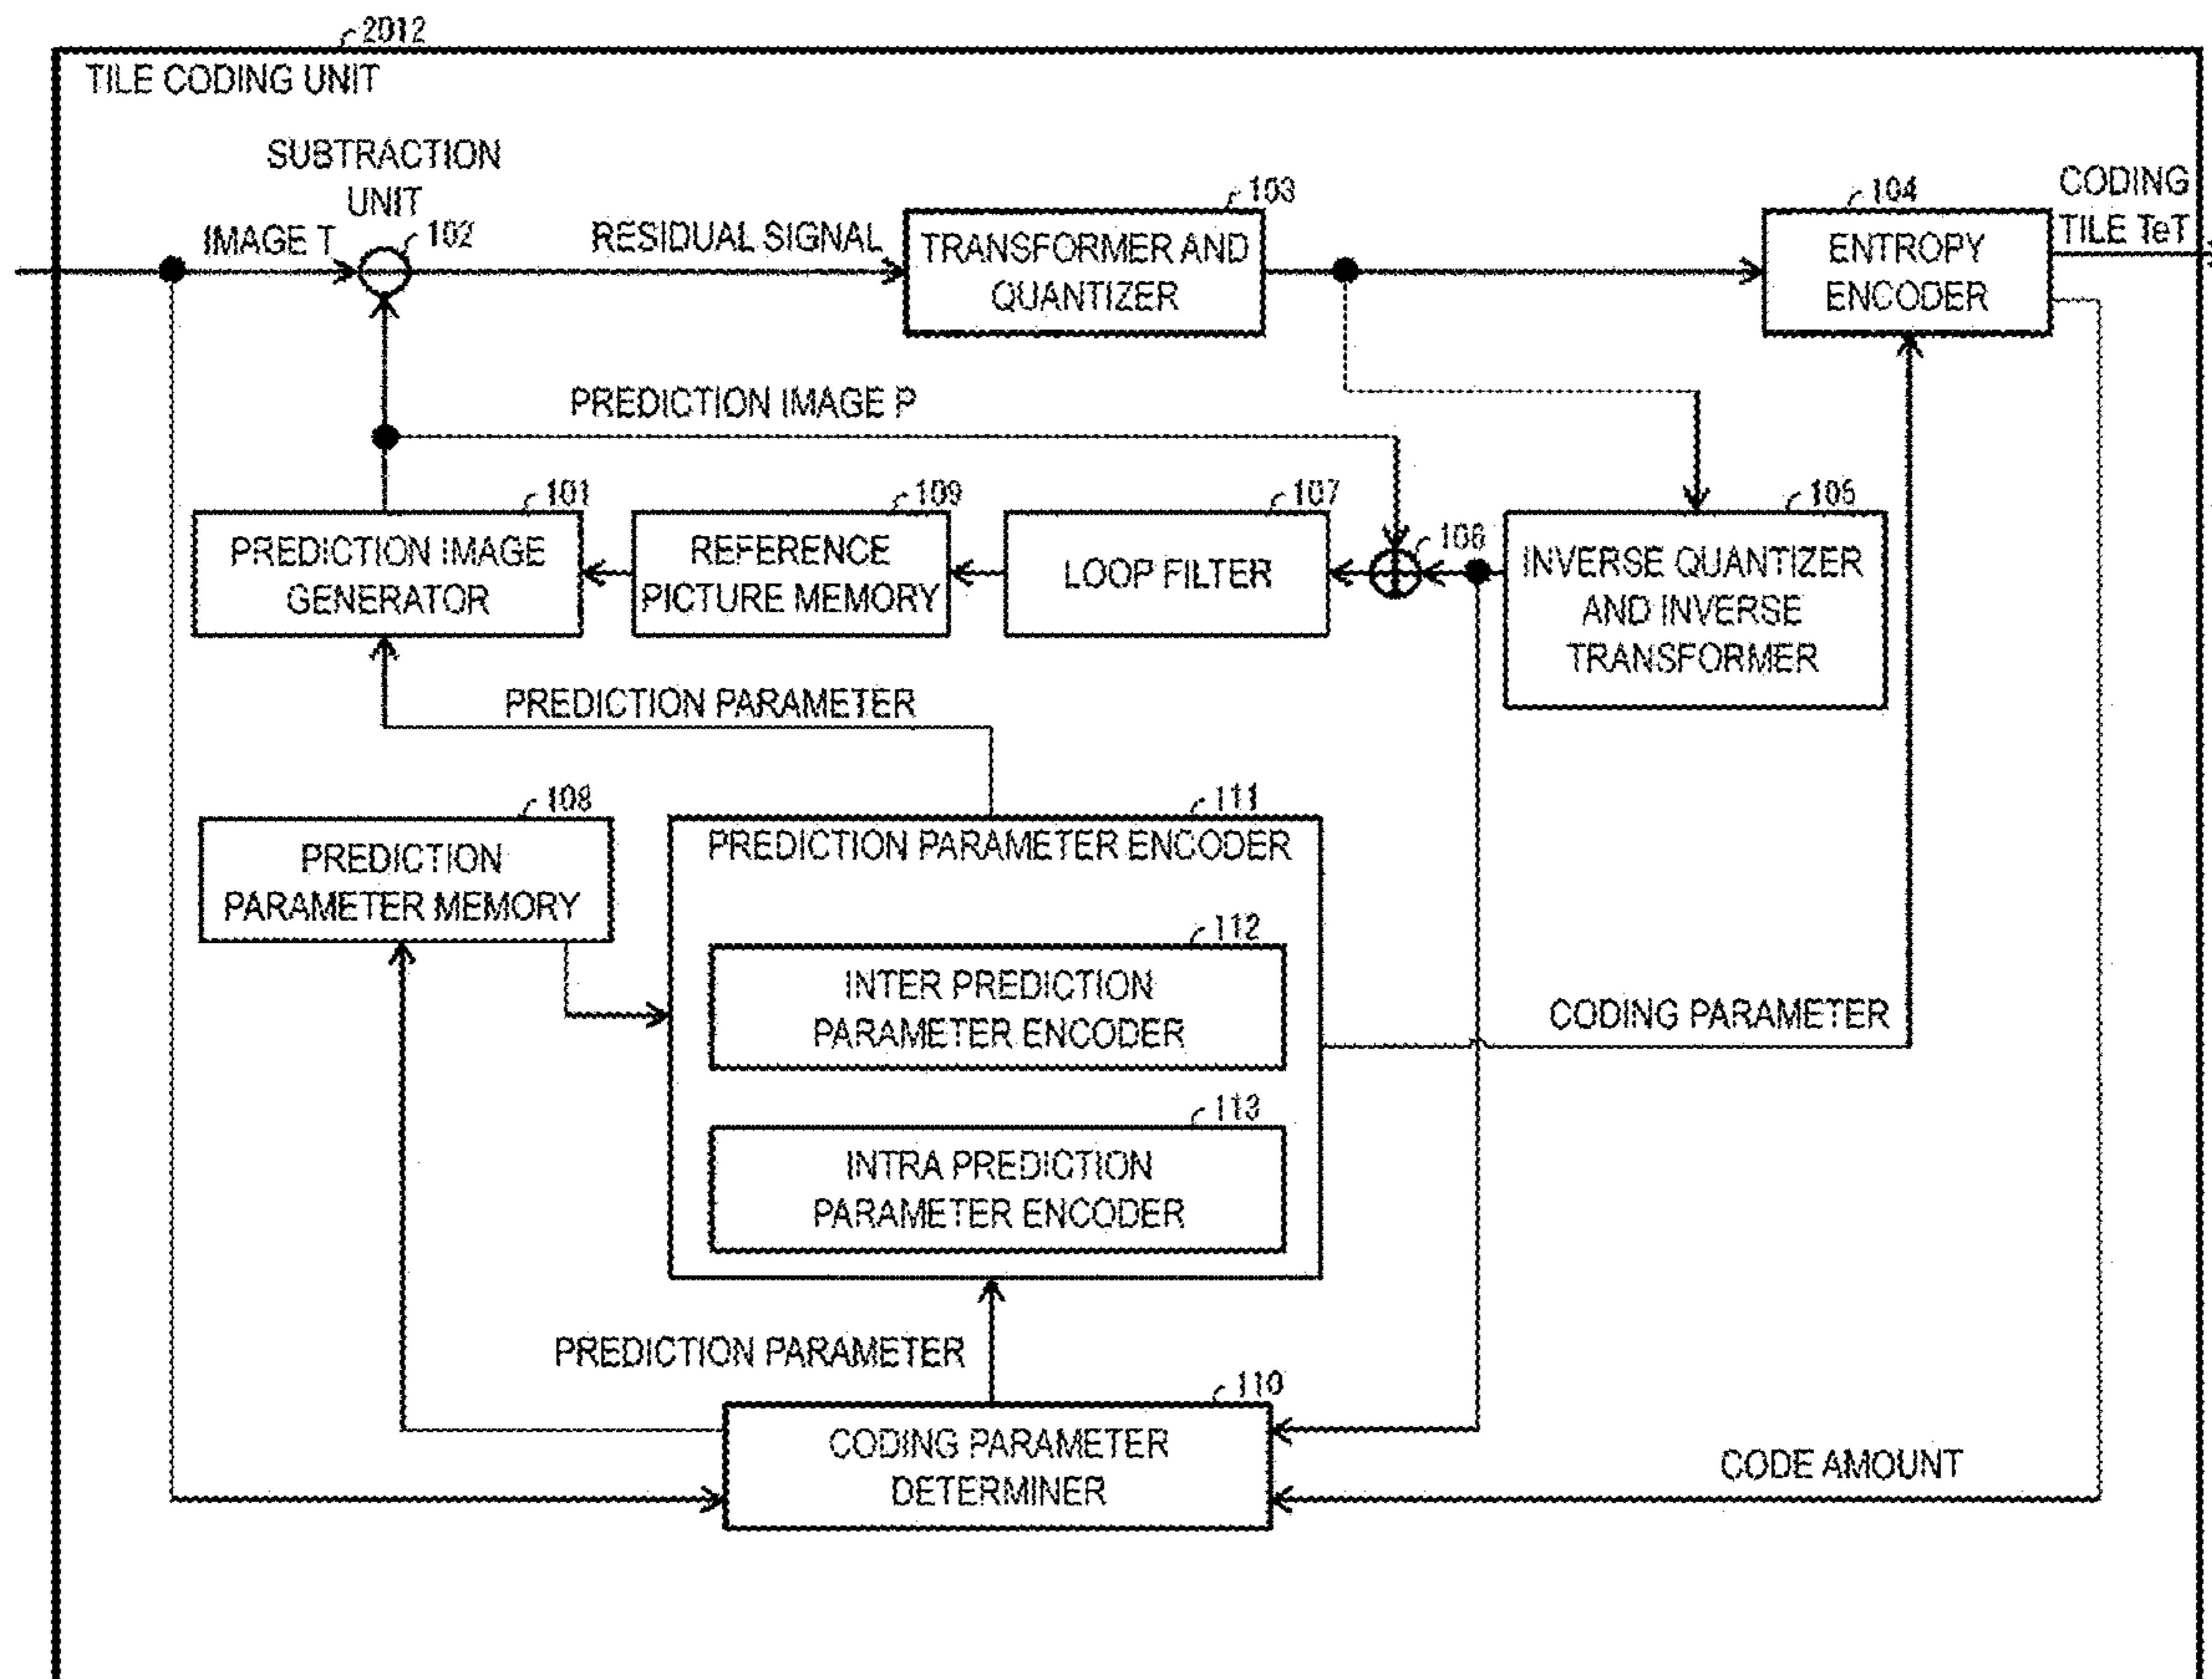 2012
TILE CODING UNIT
SUBTRACTION
UNIT
IMAGE T
102
RESIDUAL SIGNAL
103
TRANSFORMER AND
QUANTIZER
104
ENTROPY
ENCODER
CODING
TILE TeT
PREDICTION IMAGE P
101
PREDICTION IMAGE
GENERATOR
109
REFERENCE
PICTURE MEMORY
107
LOOP FILTER
106
105
INVERSE QUANTIZER
AND INVERSE
TRANSFORMER
PREDICTION PARAMETER
108
PREDICTION
PARAMETER MEMORY
111
PREDICTION PARAMETER ENCODER
112
INTER PREDICTION
PARAMETER ENCODER
CODING PARAMETER
113
INTRA PREDICTION
PARAMETER ENCODER
PREDICTION PARAMETER
110
CODING PARAMETER
DETERMINER
CODE AMOUNT